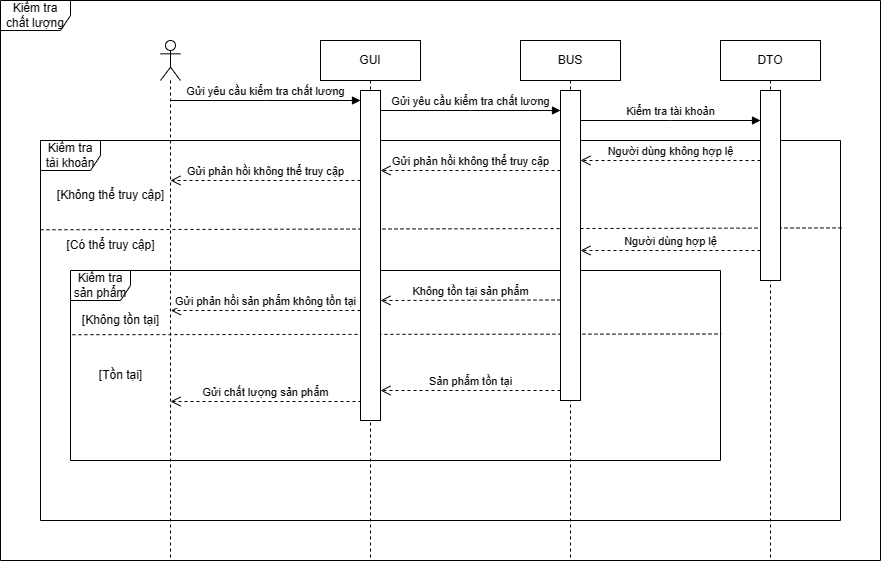 Kiểm tra
chất lượng
GUI
BUS
DTO
Gửi yêu cầu kiểm tra chất lương
Gửi yêu cầu kiểm tra chất lương
Kiểm tra tài khoản
Kiểm tra
tài khoản
Người dùng không hợp lê
Gửi phản hồi không thể truy cập
Gửi phản hồi không thể truy cập
[Không thể truy cập]
[Có thể truy cập]
Người dùng hợp lệ
Kiểm tra
sản phẩm
Không tồn tại sản phẩm
Gửi phản hồi sản phẩm không tồn tại
[Không tồn tại]
[Tồn tại]
Sản phẩm tồn tại
Gửi chất lượng sản phẩm